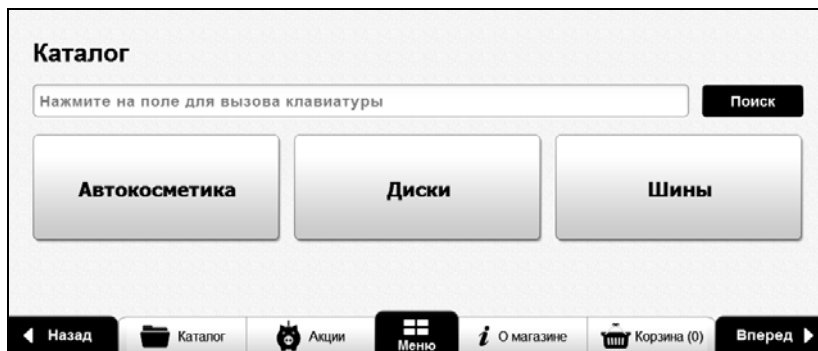 Каталог
Нажмите на поле для вызова клавиатуры Поиск
Автокосметика Диски Шины
Назад Каталог Акции Меню О магазине Корзина (0) Вперед